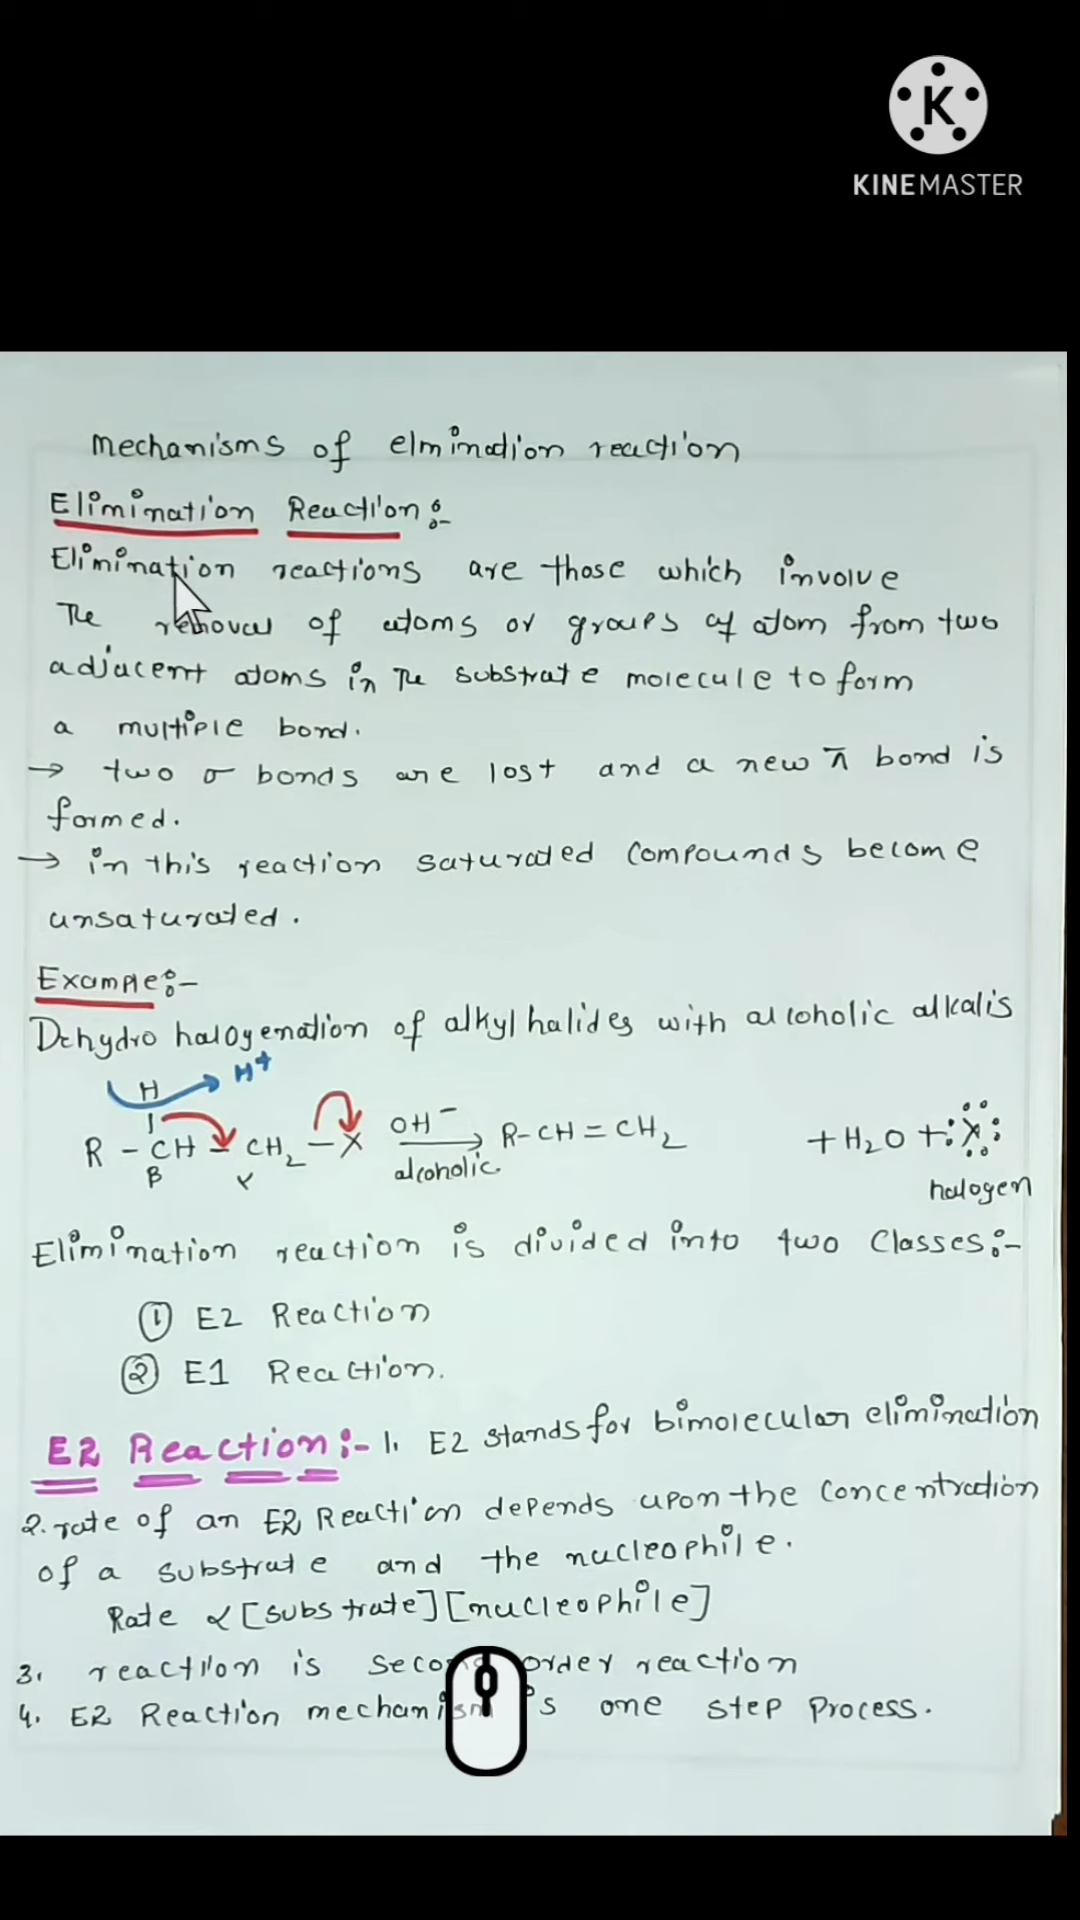 K
KINEMASTER
Mechanisms of elmination reaction
Elimination Reaction:-
Elimination reactions are those which involve
The removal of atoms or groups of atom from two
adjacent atoms in The substrate molecule to form
a multiple bond.
→ two σ bonds are lost and a new π bond is
formed.
→ in this reaction saturated compounds become
unsaturated.
Example:-
Dehydro halogenation of alkyl halides with alcoholic alkalis
H H+
R - CH - CH2 - X OH- alcoholic → R-CH=CH2 + H2O + :X:
β halogen
Elimination reaction is divided into two Classes:-
① E2 Reaction
② E1 Reaction.
E2 Reaction:- 1. E2 stands for bimolecular elimination
2. rate of an E2 Reaction depends upon the concentration
of a substrate and the nucleophile.
Rate α [substrate][nucleophile]
3. reaction is second order reaction
4. E2 Reaction mechanism is one step process.